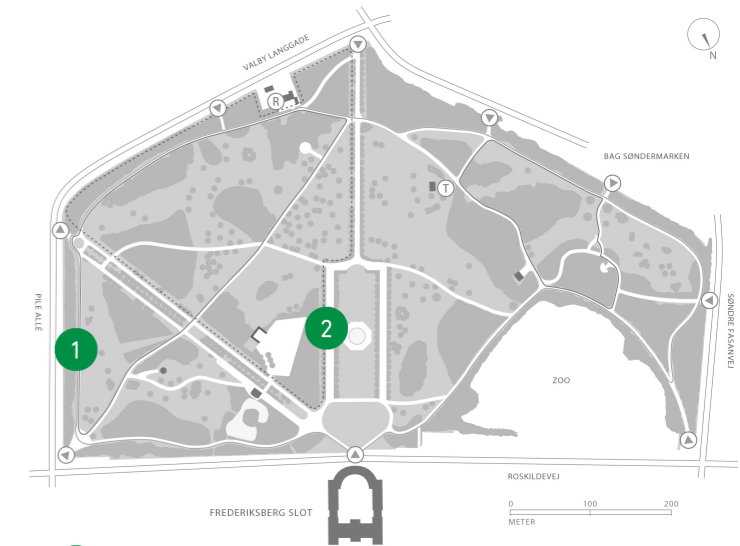 VALBY LANGGADE
N
R
BAG SØNDERMARKEN
T
PILE ALLÉ
SØNDRE FASANVEJ
2
1
ZOO
ROSKILDEVEJ
0 100 200
METER
FREDERIKSBERG SLOT